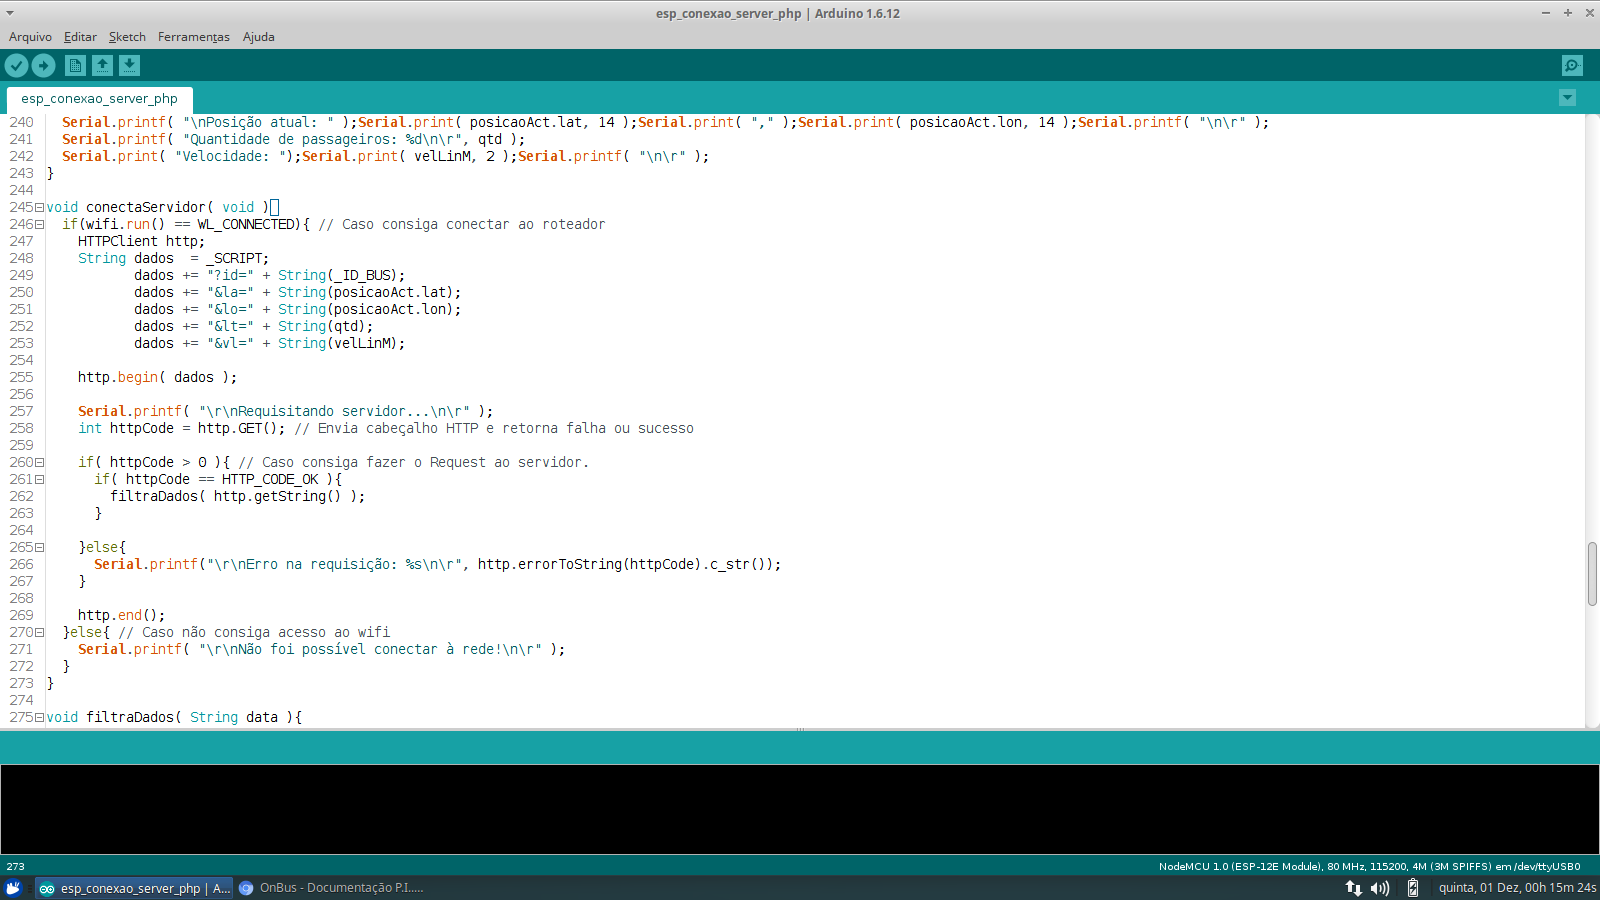 esp_conexao_server_php | Arduino 1.6.12
Arquivo Editar Sketch Ferramentas Ajuda
esp_conexao_server_php
240 Serial.printf( "\nPosição atual: " );Serial.print( posicaoAct.lat, 14 );Serial.print( "," );Serial.print( posicaoAct.lon, 14 );Serial.printf( "\n\r" );
241 Serial.printf( "Quantidade de passageiros: %d\n\r", qtd );
242 Serial.print( "Velocidade: ");Serial.print( velLinM, 2 );Serial.printf( "\n\r" );
243 }
244
245 void conectaServidor( void ){
246 if(wifi.run() == WL_CONNECTED){ // Caso consiga conectar ao roteador
247 HTTPClient http;
248 String dados  = _SCRIPT;
249 dados += "?id=" + String(_ID_BUS);
250 dados += "&la=" + String(posicaoAct.lat);
251 dados += "&lo=" + String(posicaoAct.lon);
252 dados += "&lt=" + String(qtd);
253 dados += "&vl=" + String(velLinM);
254
255 http.begin( dados );
256
257 Serial.printf( "\r\nRequisitando servidor...\n\r" );
258 int httpCode = http.GET(); // Envia cabeçalho HTTP e retorna falha ou sucesso
259
260 if( httpCode > 0 ){ // Caso consiga fazer o Request ao servidor.
261 if( httpCode == HTTP_CODE_OK ){
262 filtraDados( http.getString() );
263 }
264
265 }else{
266 Serial.printf("\r\nErro na requisição: %s\n\r", http.errorToString(httpCode).c_str());
267 }
268
269 http.end();
270 }else{ // Caso não consiga acesso ao wifi
271 Serial.printf( "\r\nNão foi possível conectar à rede!\n\r" );
272 }
273 }
274
275 void filtraDados( String data ){
273 NodeMCU 1.0 (ESP-12E Module), 80 MHz, 115200, 4M (3M SPIFFS) em /dev/ttyUSB0
esp_conexao_server_php | A... OnBus - Documentação P.I..... quinta, 01 Dez, 00h 15m 24s